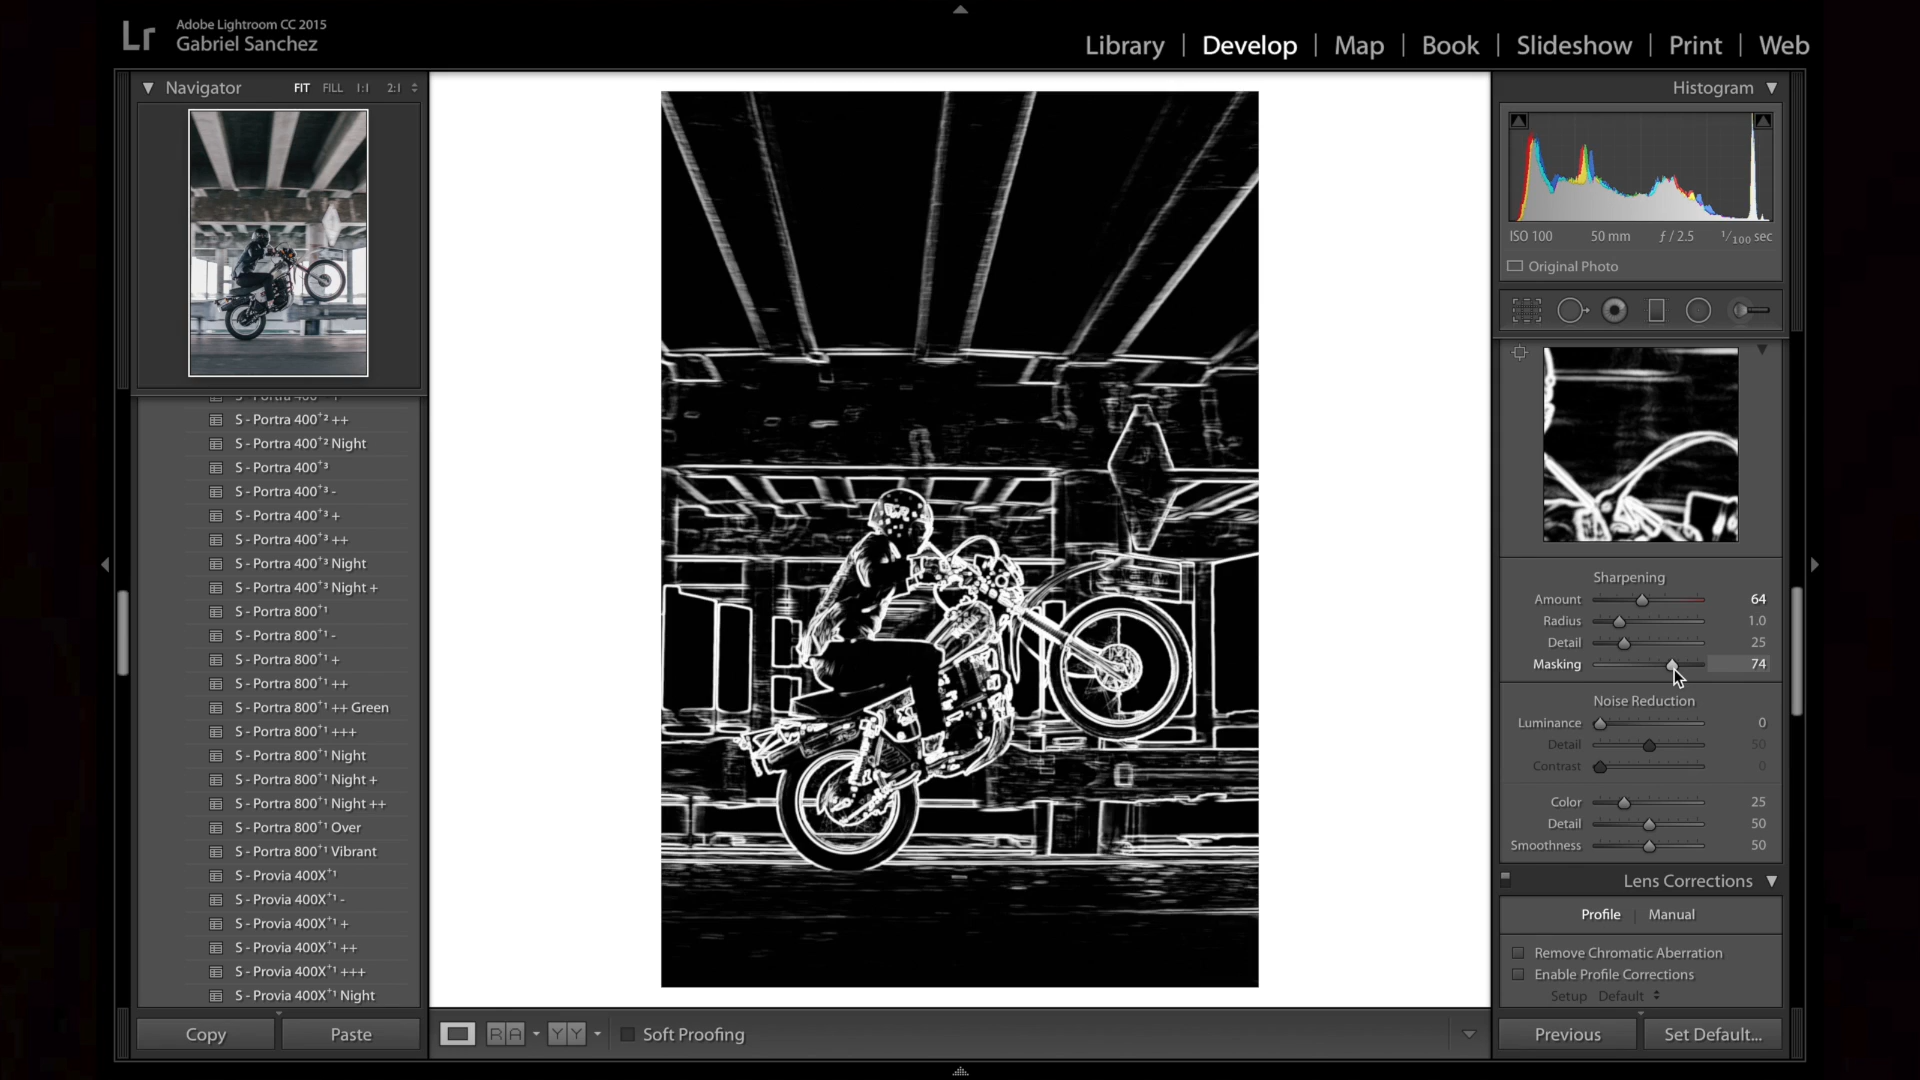 Lr
Adobe Lightroom CC 2015
Gabriel Sanchez
Library | Develop | Map | Book | Slideshow | Print | Web
Navigator FIT FILL 1:1 2:1
S - Portra 400⁺² ++
S - Portra 400⁺² Night
S - Portra 400⁺³
S - Portra 400⁺³ -
S - Portra 400⁺³ +
S - Portra 400⁺³ ++
S - Portra 400⁺³ Night
S - Portra 400⁺³ Night +
S - Portra 800⁺¹
S - Portra 800⁺¹ -
S - Portra 800⁺¹ +
S - Portra 800⁺¹ ++
S - Portra 800⁺¹ ++ Green
S - Portra 800⁺¹ +++
S - Portra 800⁺¹ Night
S - Portra 800⁺¹ Night +
S - Portra 800⁺¹ Night ++
S - Portra 800⁺¹ Over
S - Portra 800⁺¹ Vibrant
S - Provia 400X⁺¹
S - Provia 400X⁺¹ -
S - Provia 400X⁺¹ +
S - Provia 400X⁺¹ ++
S - Provia 400X⁺¹ +++
S - Provia 400X⁺¹ Night
Copy Paste
R A Y Y Soft Proofing
Histogram
ISO 100 50 mm ƒ / 2.5 1/100 sec
Original Photo
Sharpening
Amount 64
Radius 1.0
Detail 25
Masking 74
Noise Reduction
Luminance 0
Detail 50
Contrast 0
Color 25
Detail 50
Smoothness 50
Lens Corrections
Profile | Manual
Remove Chromatic Aberration
Enable Profile Corrections
Setup Default
Previous Set Default...